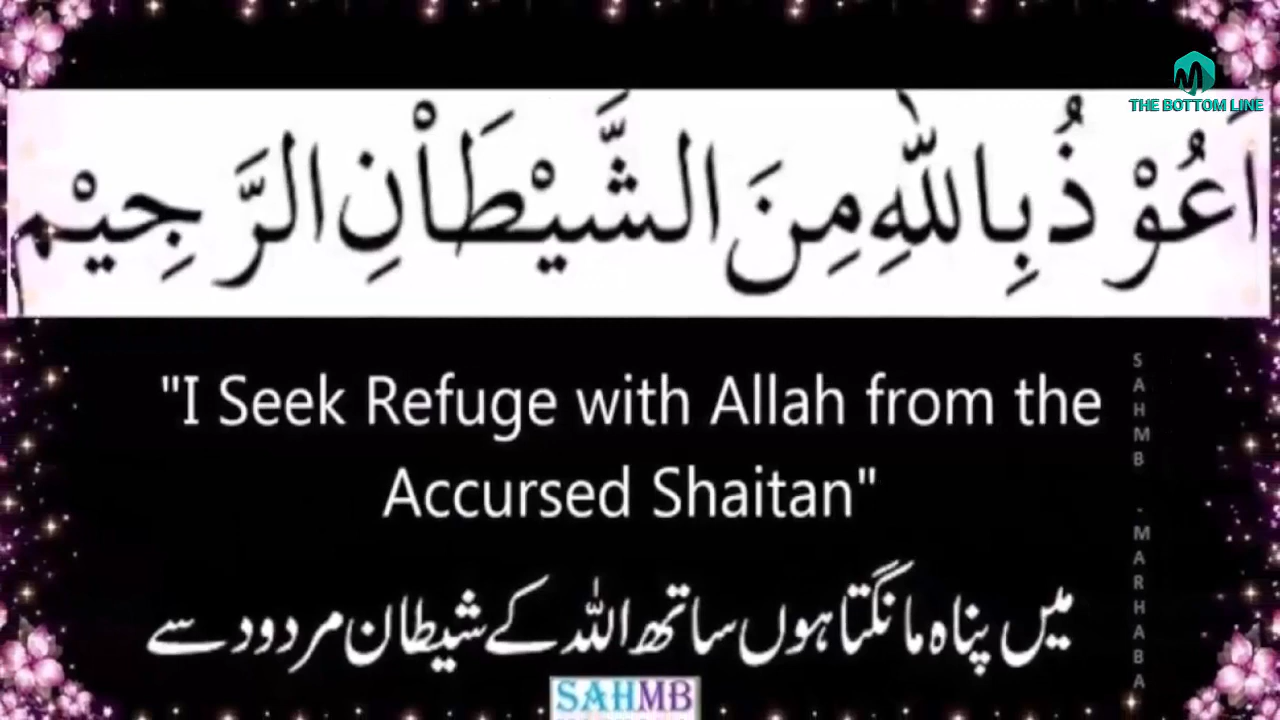 THE BOTTOM LINE
اَعُوْذُ بِاللهِ مِنَ الشَّيْطَاْنِ الرَّجِيْم
"I Seek Refuge with Allah from the
Accursed Shaitan"
میں پناہ مانگتا ہوں ساتھ اللہ کے شیطان مردود سے
SAHMB - MARHABA
SAHMB